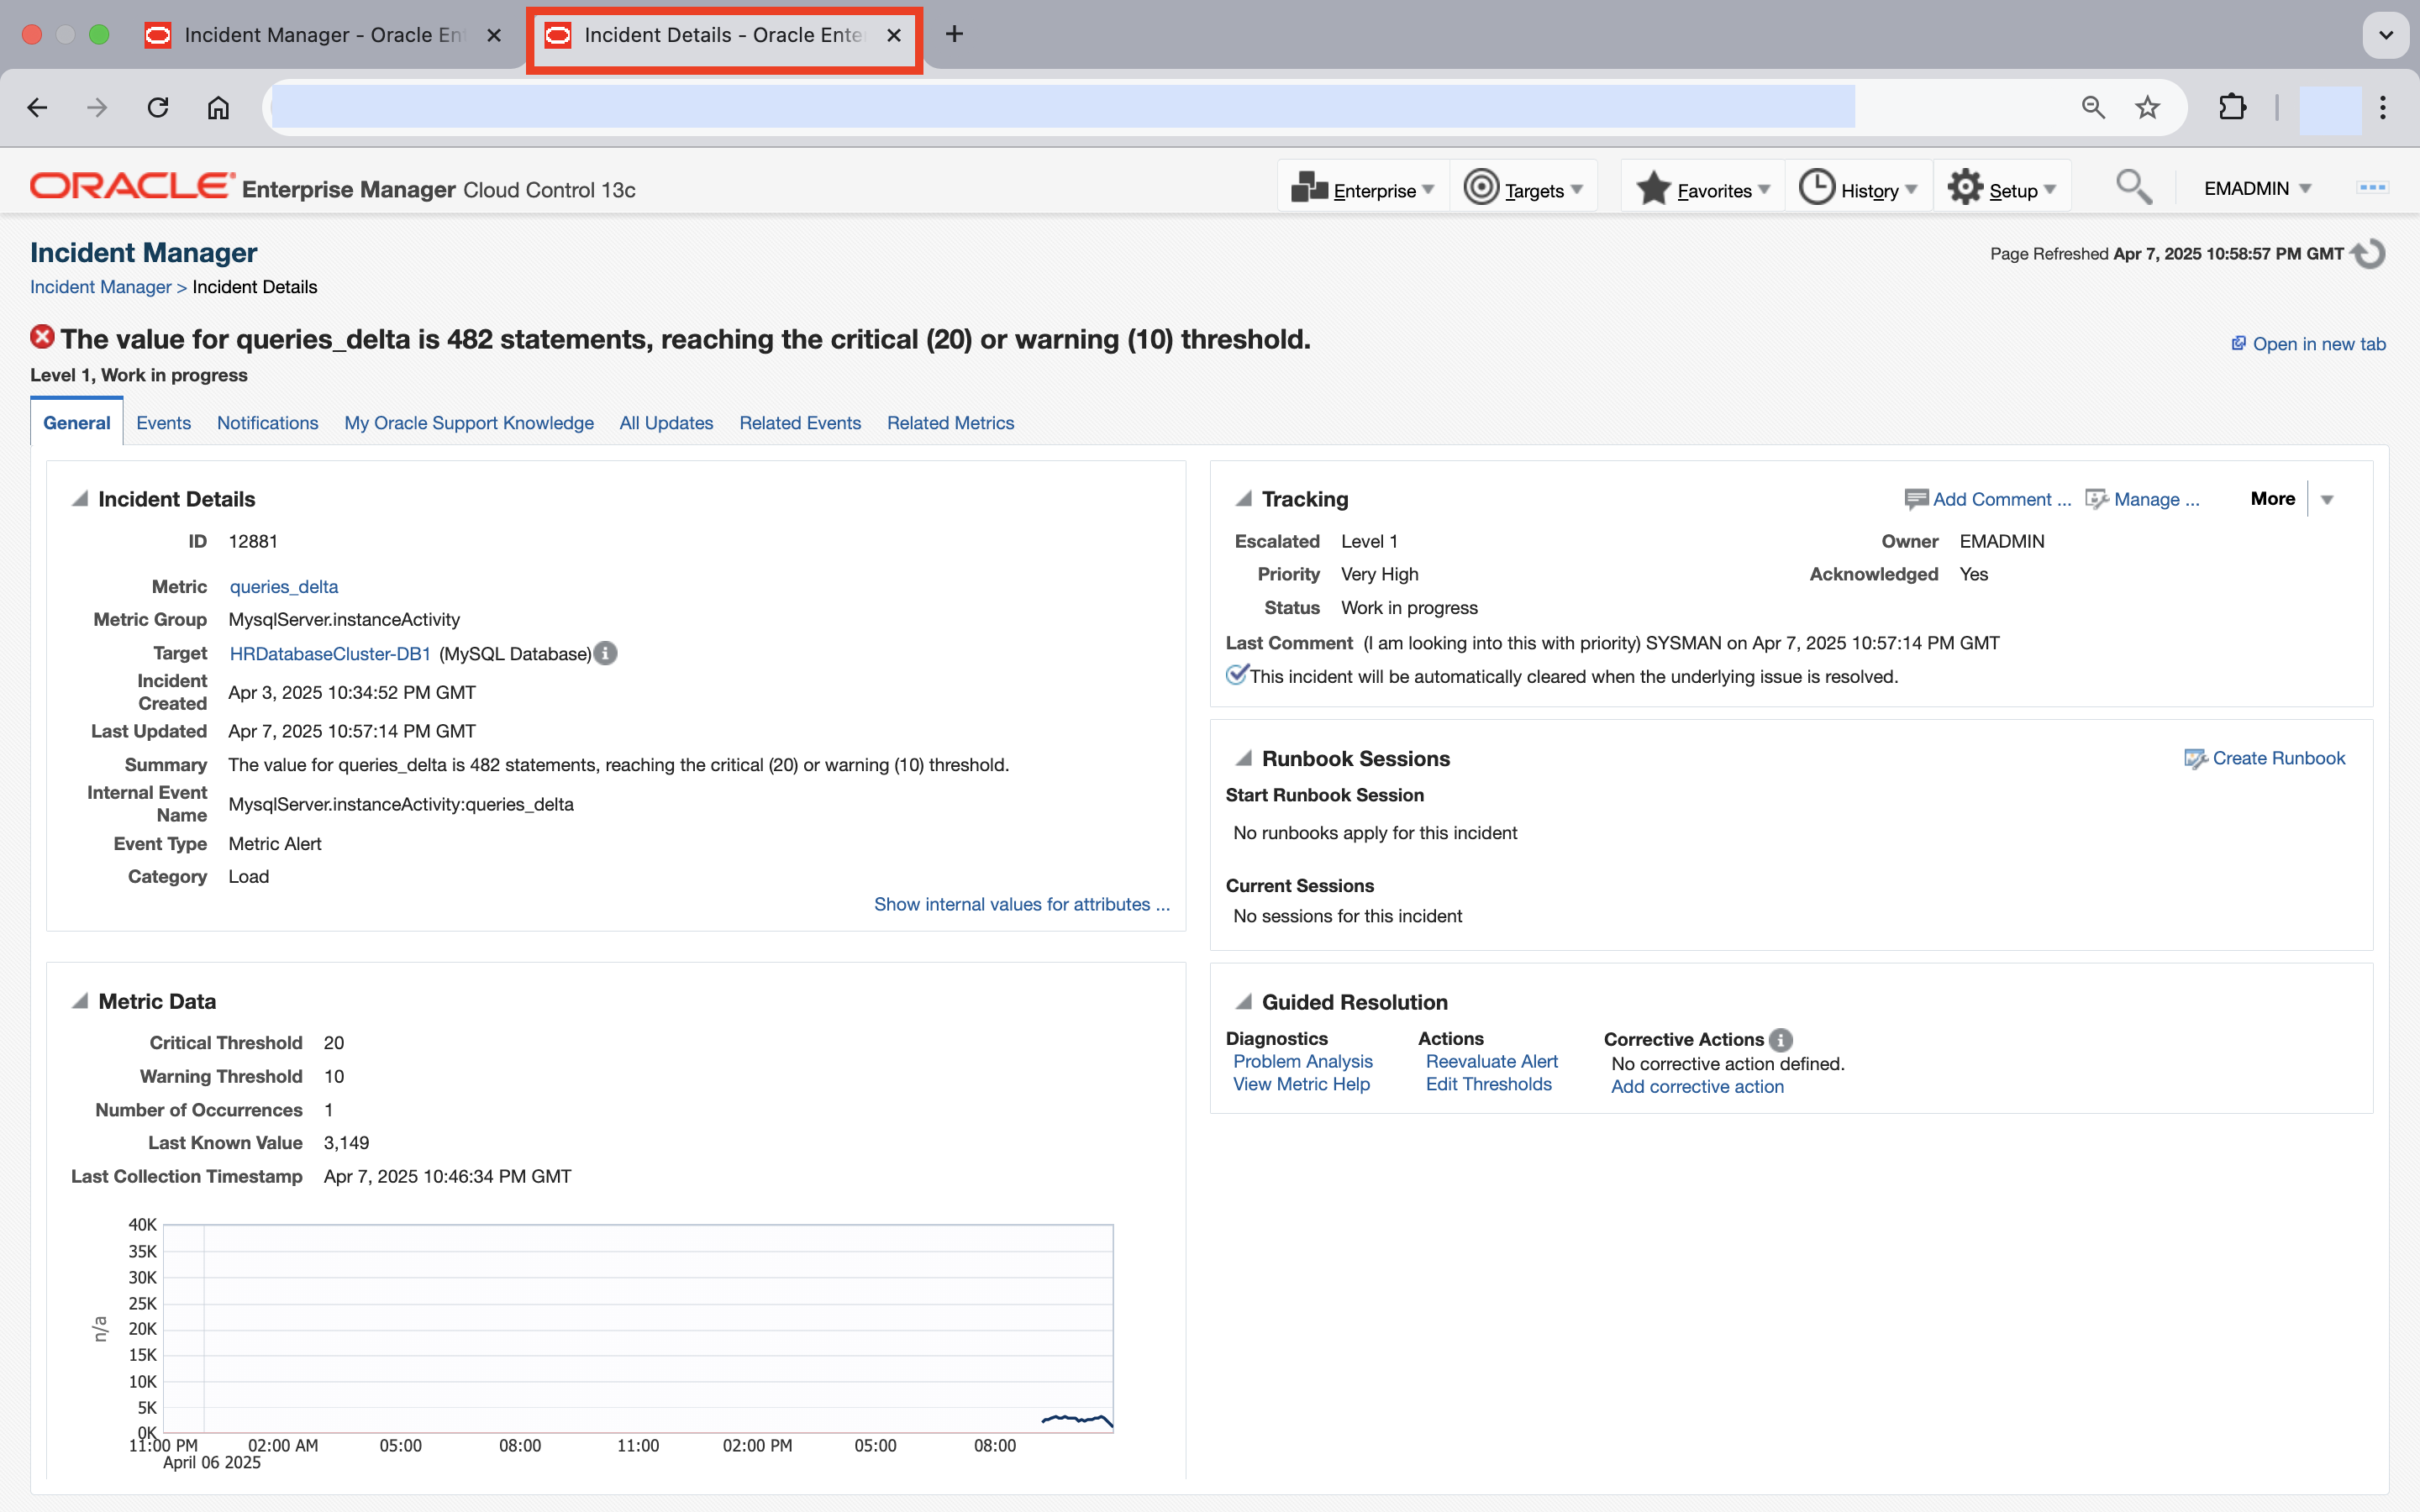 Incident Manager - Oracle En
Incident Details - Oracle Ente
ORACLE Enterprise Manager Cloud Control 13c
Enterprise
Targets
Favorites
History
Setup
EMADMIN
Incident Manager
Page Refreshed Apr 7, 2025 10:58:57 PM GMT
Incident Manager > Incident Details
The value for queries_delta is 482 statements, reaching the critical (20) or warning (10) threshold.
Open in new tab
Level 1, Work in progress
General Events Notifications My Oracle Support Knowledge All Updates Related Events Related Metrics
Incident Details
ID 12881
Metric queries_delta
Metric Group MysqlServer.instanceActivity
Target HRDatabaseCluster-DB1 (MySQL Database)
Incident
Created Apr 3, 2025 10:34:52 PM GMT
Last Updated Apr 7, 2025 10:57:14 PM GMT
Summary The value for queries_delta is 482 statements, reaching the critical (20) or warning (10) threshold.
Internal Event
Name MysqlServer.instanceActivity:queries_delta
Event Type Metric Alert
Category Load
Show internal values for attributes ...
Tracking
Add Comment ... Manage ... More
Escalated Level 1 Owner EMADMIN
Priority Very High Acknowledged Yes
Status Work in progress
Last Comment (I am looking into this with priority) SYSMAN on Apr 7, 2025 10:57:14 PM GMT
This incident will be automatically cleared when the underlying issue is resolved.
Runbook Sessions
Create Runbook
Start Runbook Session
No runbooks apply for this incident
Current Sessions
No sessions for this incident
Metric Data
Critical Threshold 20
Warning Threshold 10
Number of Occurrences 1
Last Known Value 3,149
Last Collection Timestamp Apr 7, 2025 10:46:34 PM GMT
40K
35K
30K
25K
20K
15K
10K
5K
0K
n/a
11:00 PM 02:00 AM 05:00 08:00 11:00 02:00 PM 05:00 08:00
April 06 2025
Guided Resolution
Diagnostics
Problem Analysis
View Metric Help
Actions
Reevaluate Alert
Edit Thresholds
Corrective Actions
No corrective action defined.
Add corrective action